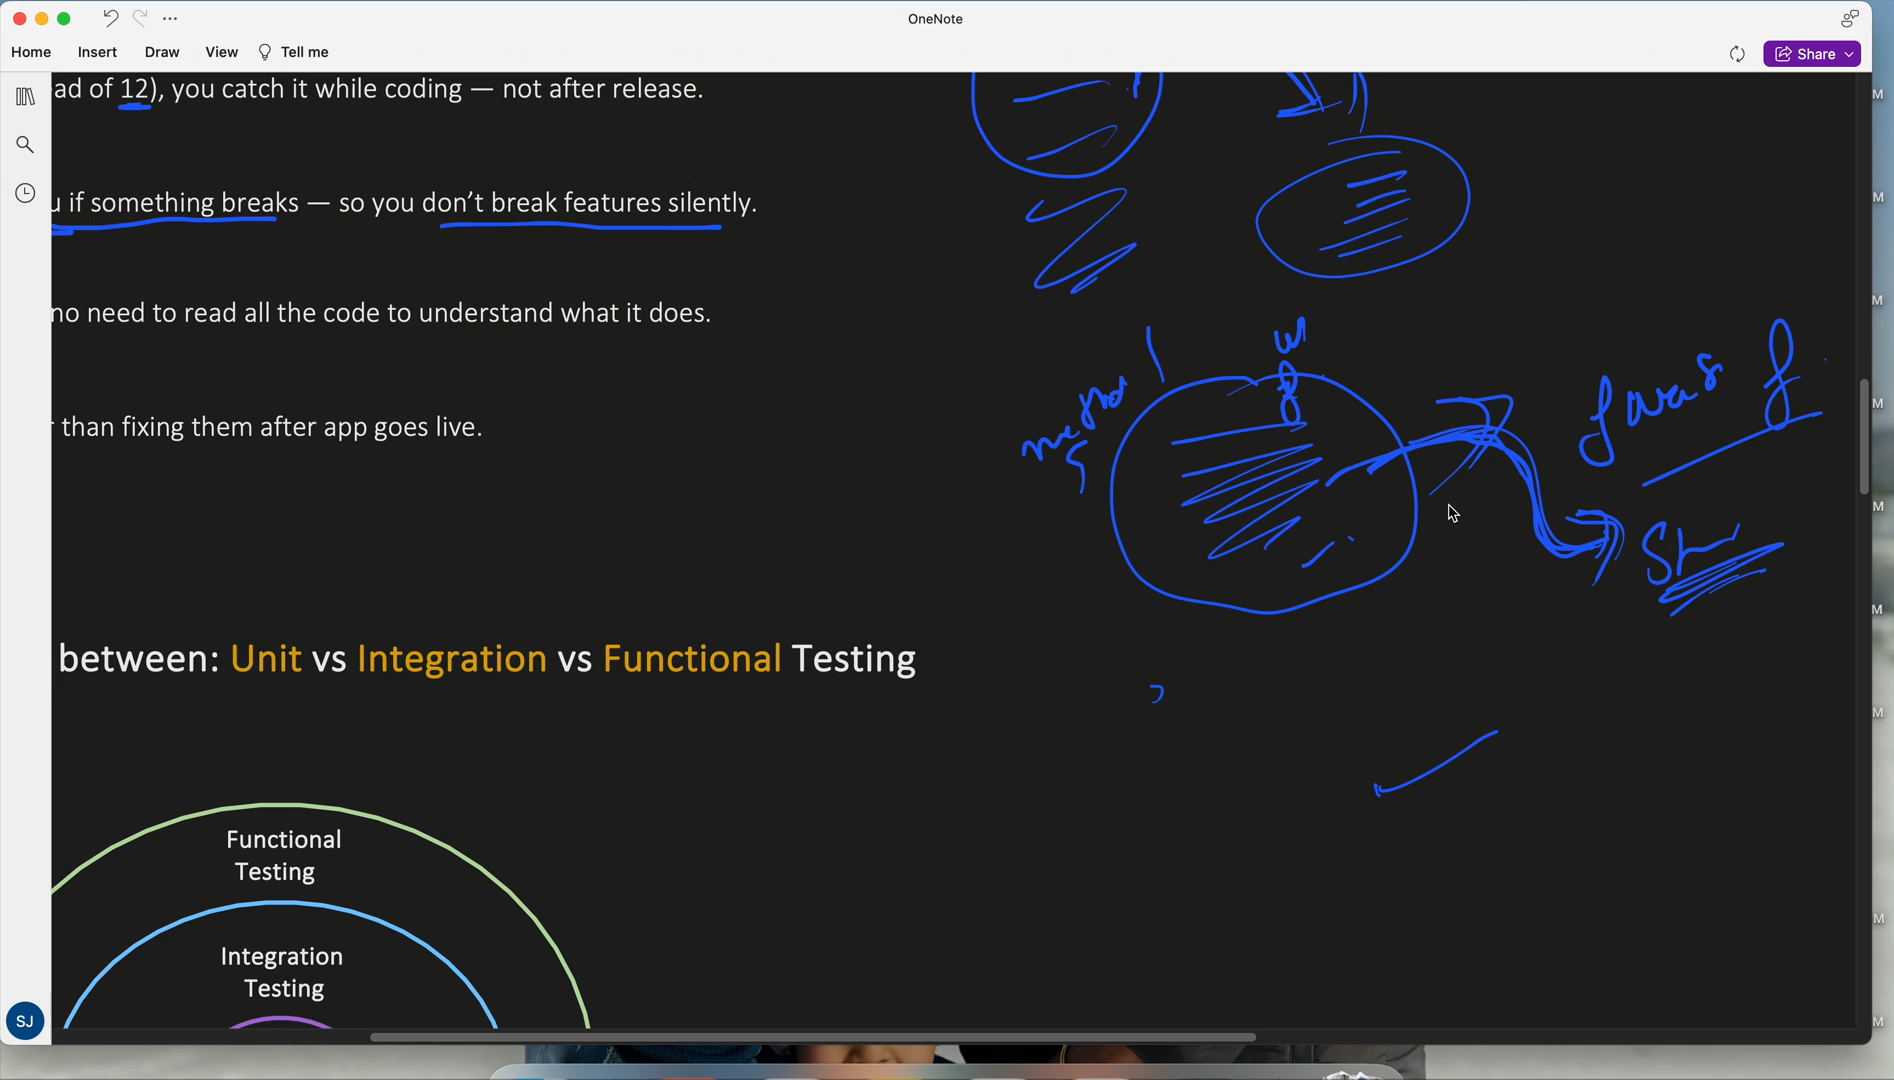 OneNote
Home Insert Draw View Tell me
Share
ad of 12), you catch it while coding — not after release.
u if something breaks — so you don't break features silently.
no need to read all the code to understand what it does.
than fixing them after app goes live.
between: Unit vs Integration vs Functional Testing
Functional
Testing
Integration
Testing
SJ
M
M
M
M
M
M
M
M
M